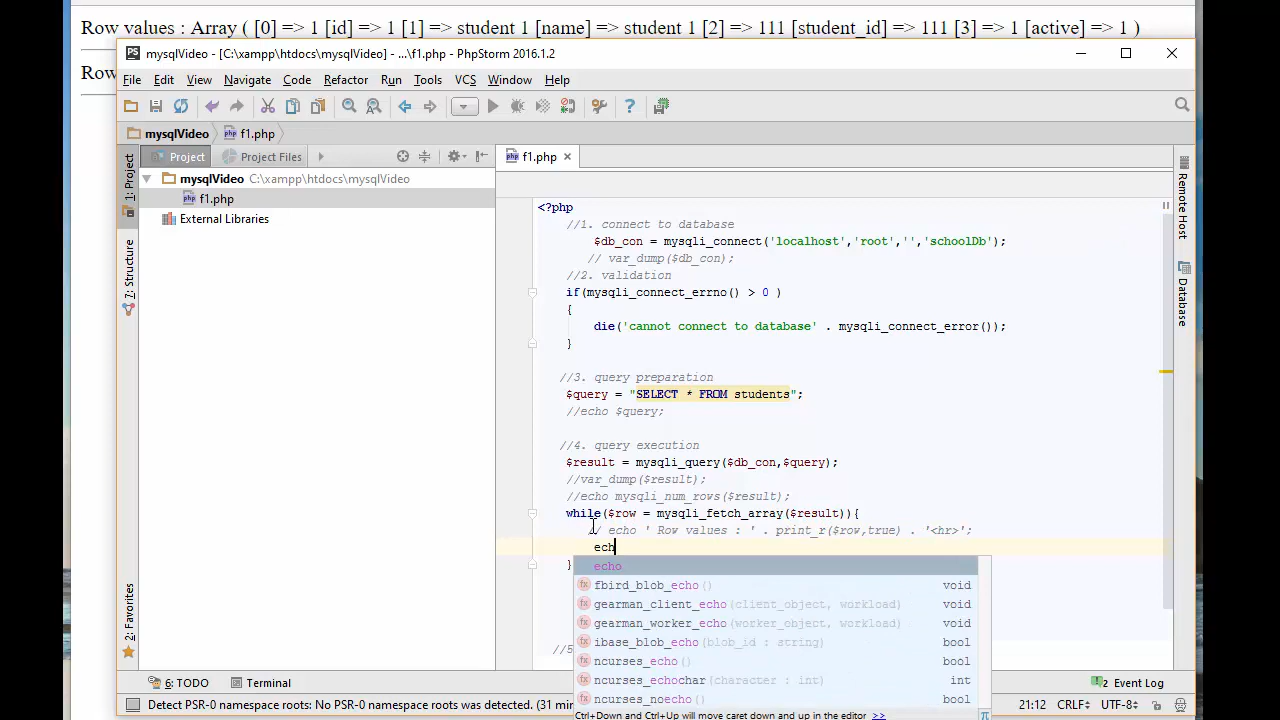 Row values : Array ( [0] => 1 [id] => 1 [1] => student 1 [name] => student 1 [2] => 111 [student_id] => 111 [3] => 1 [active] => 1 )
Row
mysqlVideo - [C:\xampp\htdocs\mysqlVideo] - ...\f1.php - PhpStorm 2016.1.2
File Edit View Navigate Code Refactor Run Tools VCS Window Help
mysqlVideo f1.php
1: Project
Project Project Files
f1.php
mysqlVideo C:\xampp\htdocs\mysqlVideo
f1.php
External Libraries
7: Structure
2: Favorites
Remote Host
Database
<?php
//1. connect to database
$db_con = mysqli_connect('localhost','root','','schoolDb');
// var_dump($db_con);
//2. validation
if(mysqli_connect_errno() > 0 )
{
die('cannot connect to database' . mysqli_connect_error());
}
//3. query preparation
$query = "SELECT * FROM students";
//echo $query;
//4. query execution
$result = mysqli_query($db_con,$query);
//var_dump($result);
//echo mysqli_num_rows($result);
while($row = mysqli_fetch_array($result)){
// echo ' Row values : ' . print_r($row,true) . '<hr>';
ech
}
echo
fbird_blob_echo() void
gearman_client_echo(client_object, workload) void
gearman_worker_echo(worker_object, workload) void
ibase_blob_echo(blob_id : string) bool
ncurses_echo() bool
ncurses_echochar(character : int) int
ncurses_noecho() bool
Ctrl+Down and Ctrl+Up will move caret down and up in the editor >>
//5
6: TODO Terminal 2 Event Log
Detect PSR-0 namespace roots: No PSR-0 namespace roots was detected. (31 min 21:12 CRLF UTF-8